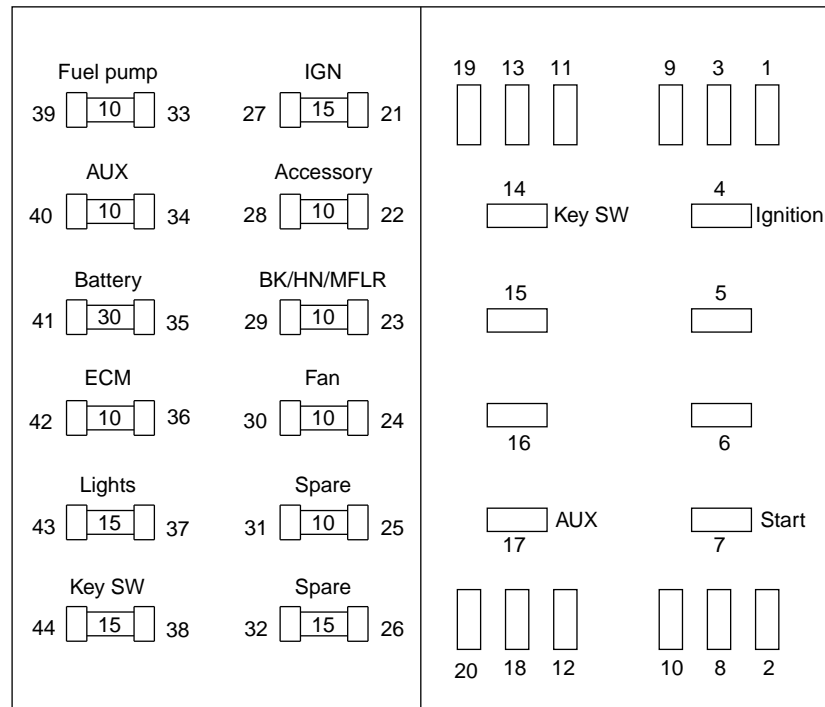 Fuel pump
39 10 33
IGN
27 15 21
AUX
40 10 34
Accessory
28 10 22
Battery
41 30 35
BK/HN/MFLR
29 10 23
ECM
42 10 36
Fan
30 10 24
Lights
43 15 37
Spare
31 10 25
Key SW
44 15 38
Spare
32 15 26
19 13 11 9 3 1
14 4
Key SW Ignition
15 5
16 6
AUX Start
17 7
20 18 12 10 8 2